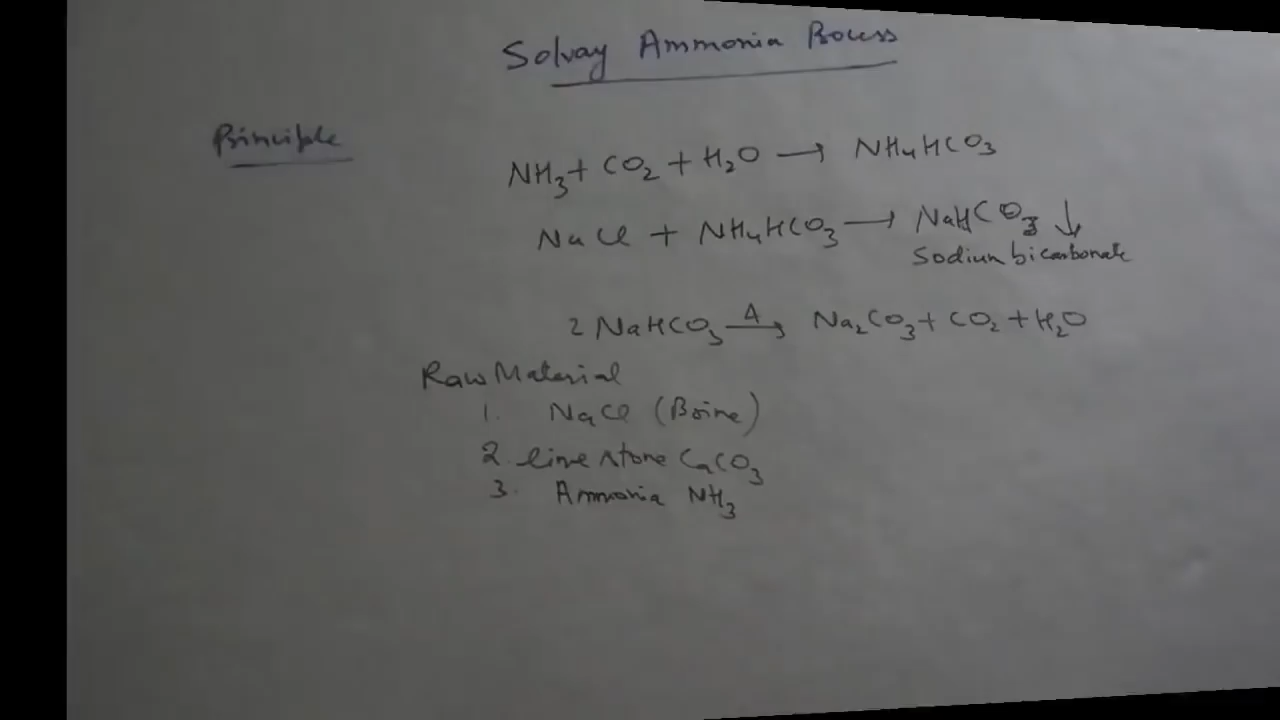 Solvay Ammonia Process
Principle
NH₃ + CO₂ + H₂O → NH₄HCO₃
NaCl + NH₄HCO₃ → NaHCO₃ ↓
Sodium bicarbonate
2 NaHCO₃ —Δ→ Na₂CO₃ + CO₂ + H₂O
Raw Material
1. NaCl (Brine)
2. lime stone CaCO₃
3. Ammonia NH₃